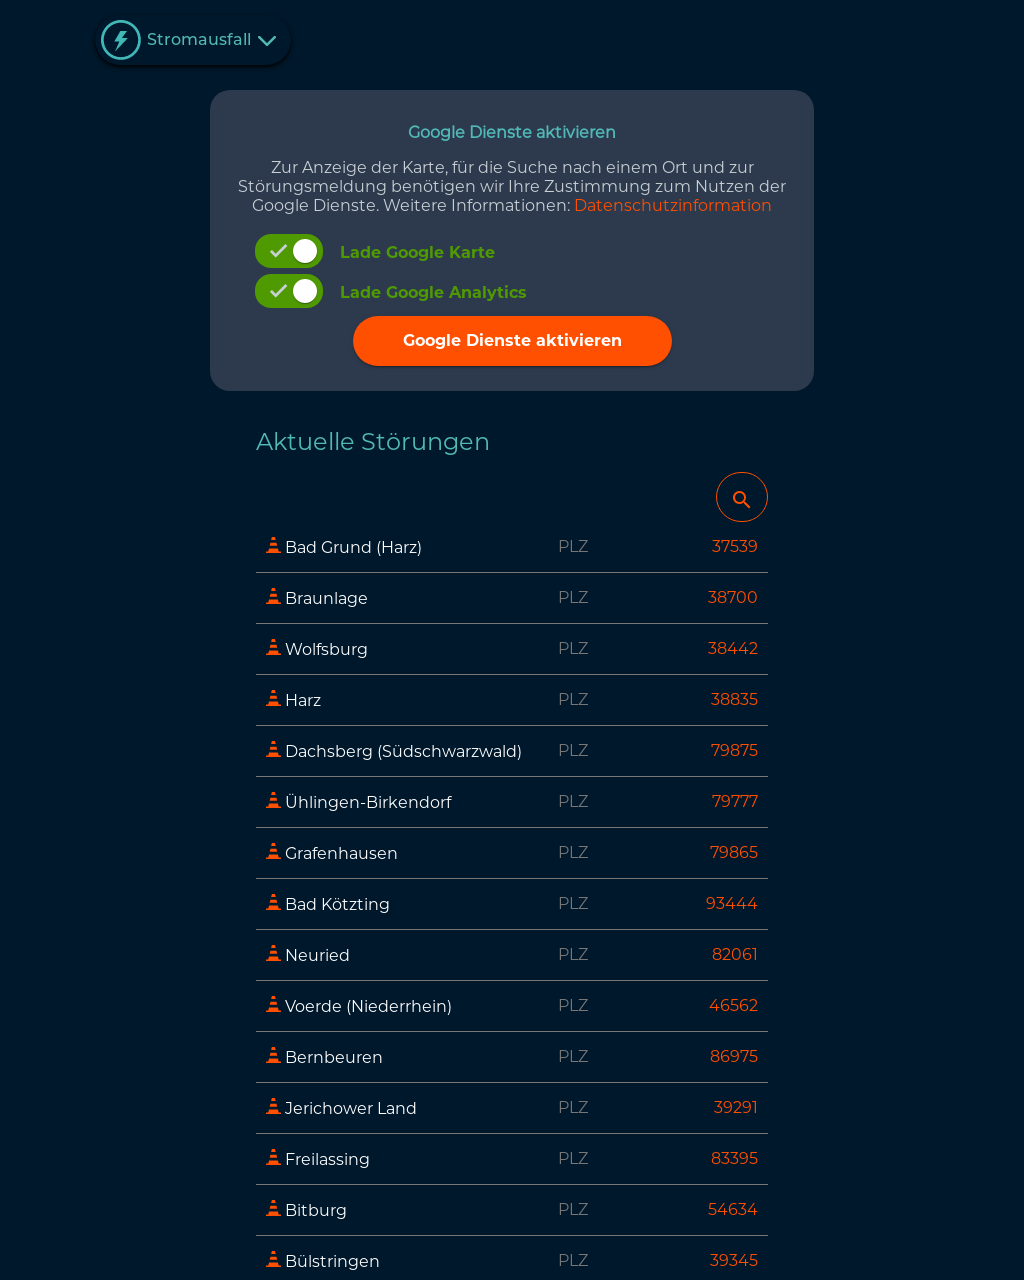 Stromausfall
Google Dienste aktivieren
Zur Anzeige der Karte, für die Suche nach einem Ort und zur
Störungsmeldung benötigen wir Ihre Zustimmung zum Nutzen der
Google Dienste. Weitere Informationen: Datenschutzinformation
Lade Google Karte
Lade Google Analytics
Google Dienste aktivieren
Aktuelle Störungen
Bad Grund (Harz) PLZ 37539
Braunlage PLZ 38700
Wolfsburg PLZ 38442
Harz PLZ 38835
Dachsberg (Südschwarzwald) PLZ 79875
Ühlingen-Birkendorf PLZ 79777
Grafenhausen PLZ 79865
Bad Kötzting PLZ 93444
Neuried PLZ 82061
Voerde (Niederrhein) PLZ 46562
Bernbeuren PLZ 86975
Jerichower Land PLZ 39291
Freilassing PLZ 83395
Bitburg PLZ 54634
Bülstringen PLZ 39345